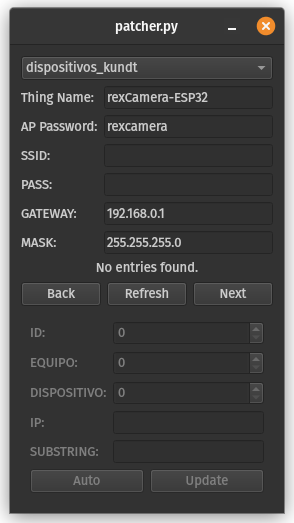 patcher.py
dispositivos_kundt
Thing Name: rexCamera-ESP32
AP Password: rexcamera
SSID:
PASS:
GATEWAY: 192.168.0.1
MASK: 255.255.255.0
No entries found.
Back Refresh Next
ID: 0
EQUIPO: 0
DISPOSITIVO: 0
IP:
SUBSTRING:
Auto Update